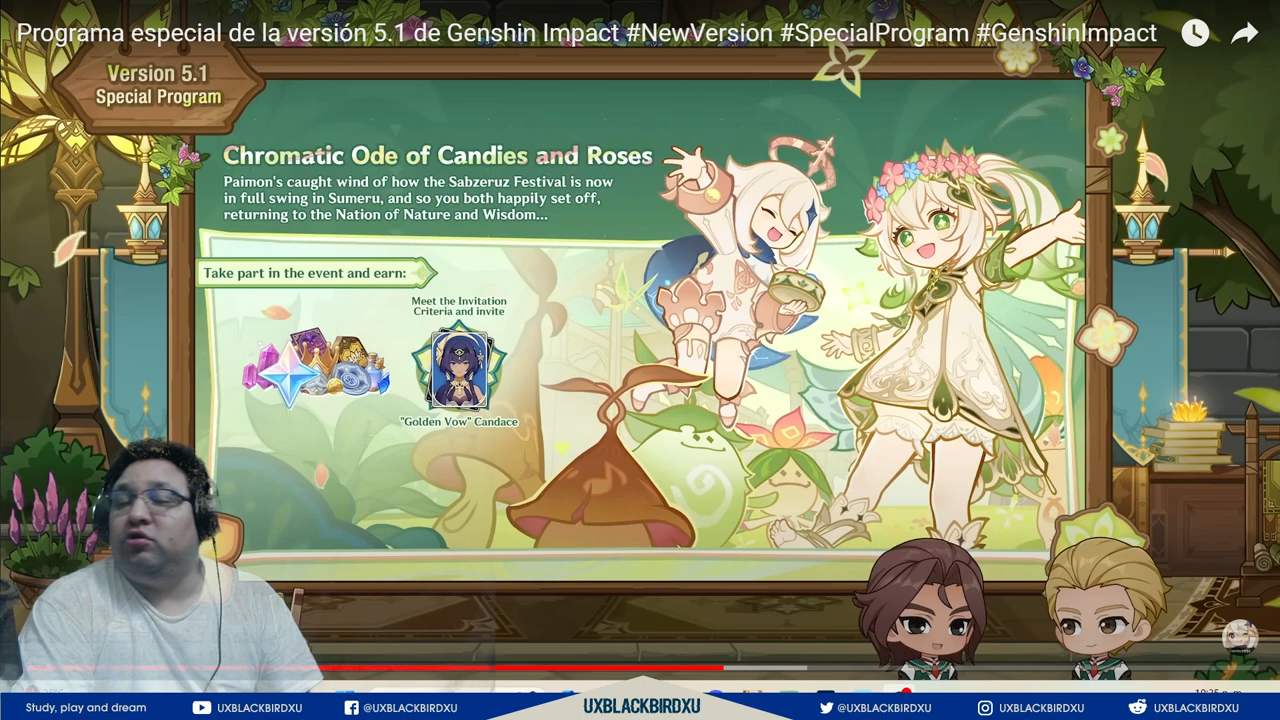 Programa especial de la versión 5.1 de Genshin Impact #NewVersion #SpecialProgram #GenshinImpact
Version 5.1
Special Program
Chromatic Ode of Candies and Roses
Paimon's caught wind of how the Sabzeruz Festival is now
in full swing in Sumeru, and so you both happily set off,
returning to the Nation of Nature and Wisdom...
Take part in the event and earn:
Meet the Invitation
Criteria and invite
"Golden Vow" Candace
Study, play and dream
UXBLACKBIRDXU
@UXBLACKBIRDXU
UXBLACKBIRDXU
@UXBLACKBIRDXU
UXBLACKBIRDXU
UXBLACKBIRDXU